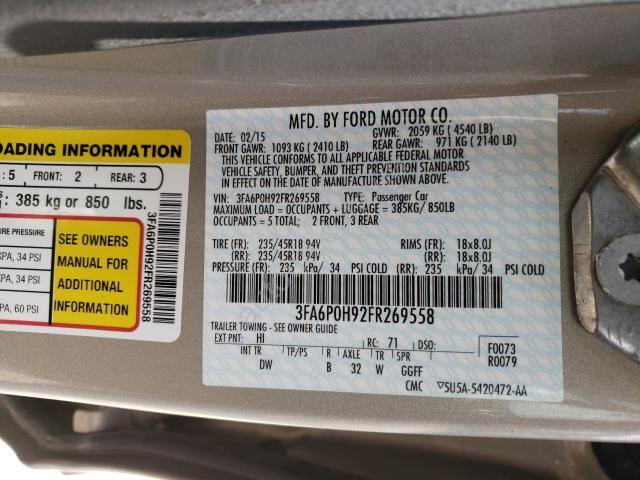 OADING INFORMATION
: 5 FRONT: 2 REAR: 3
385 kg or 850 lbs.
PRESSURE
KPA, 34 PSI
KPA, 34 PSI
PA, 60 PSI
SEE OWNERS
MANUAL FOR
ADDITIONAL
INFORMATION
3FA6P0H92FR269558
MFD. BY FORD MOTOR CO.
02/15 GVWR: 2059 KG ( 4540 LB)
FRONT GAWR: 1093 KG ( 2410 LB) REAR GAWR: 971 KG ( 2140 LB)
THIS VEHICLE CONFORMS TO ALL APPLICABLE FEDERAL MOTOR
VEHICLE SAFETY, BUMPER, AND THEFT PREVENTION STANDARDS
IN EFFECT ON THE DATE OF MANUFACTURE SHOWN ABOVE.
VIN: 3FA6P0H92FR269558 TYPE: Passenger Car
MAXIMUM LOAD = OCCUPANTS + LUGGAGE = 385KG/ 850LB
OCCUPANTS = 5 TOTAL; 2 FRONT, 3 REAR
TIRE (FR): 235/45R18 94V RIMS (FR): 18x8.0J
(RR): 235/45R18 94V (RR): 18x8.0J
PRESSURE (FR): 235 kPa/ 34 PSI COLD (RR): 235 kPa/ 34 PSI COLD
3FA6P0H92FR269558
TRAILER TOWING - SEE OWNER GUIDE
EXT PNT: HI RC: 71 DSO: F0073
INT TR TP/PS R AXLE TR SPR R0079
DW B 32 W GGFF
CMC 5U5A-5420472-AA